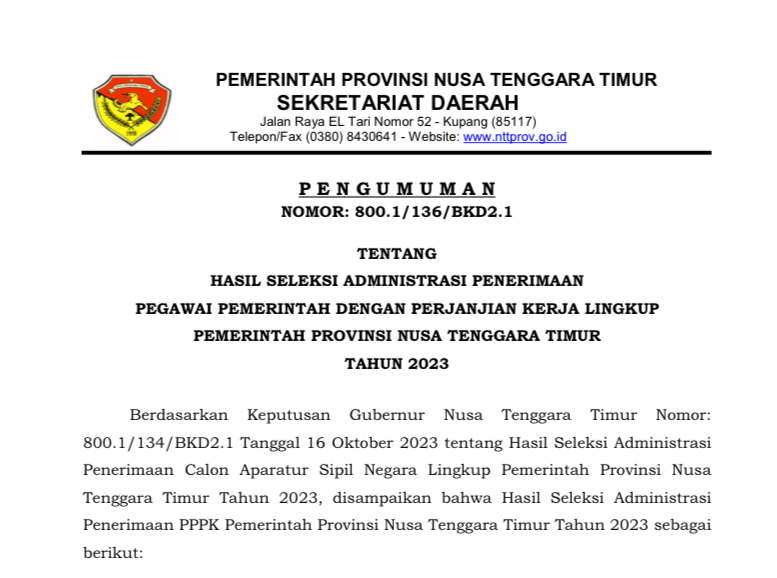 PEMERINTAH PROVINSI NUSA TENGGARA TIMUR
SEKRETARIAT DAERAH
Jalan Raya EL Tari Nomor 52 - Kupang (85117)
Telepon/Fax (0380) 8430641 - Website: www.nttprov.go.id
P E N G U M U M A N
NOMOR: 800.1/136/BKD2.1
TENTANG
HASIL SELEKSI ADMINISTRASI PENERIMAAN
PEGAWAI PEMERINTAH DENGAN PERJANJIAN KERJA LINGKUP
PEMERINTAH PROVINSI NUSA TENGGARA TIMUR
TAHUN 2023
Berdasarkan Keputusan Gubernur Nusa Tenggara Timur Nomor:
800.1/134/BKD2.1 Tanggal 16 Oktober 2023 tentang Hasil Seleksi Administrasi
Penerimaan Calon Aparatur Sipil Negara Lingkup Pemerintah Provinsi Nusa
Tenggara Timur Tahun 2023, disampaikan bahwa Hasil Seleksi Administrasi
Penerimaan PPPK Pemerintah Provinsi Nusa Tenggara Timur Tahun 2023 sebagai
berikut: